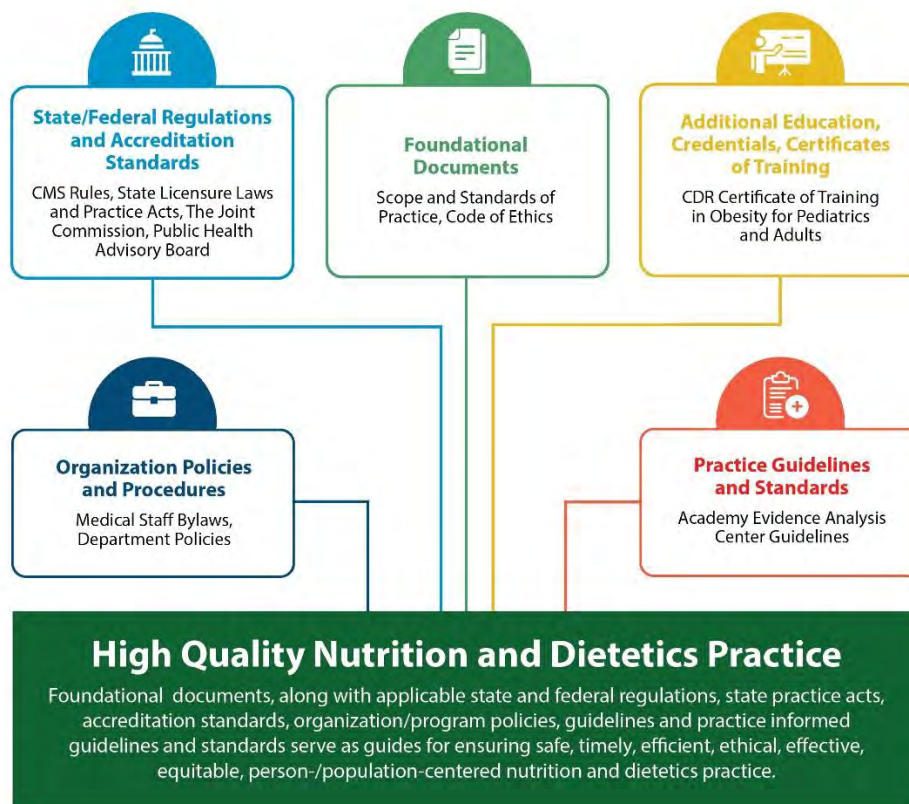 State/Federal Regulations
and Accreditation
Standards
CMS Rules, State Licensure Laws
and Practice Acts, The Joint
Commission, Public Health
Advisory Board
Foundational
Documents
Scope and Standards of
Practice, Code of Ethics
Additional Education,
Credentials, Certificates
of Training
CDR Certificate of Training
in Obesity for Pediatrics
and Adults
Organization Policies
and Procedures
Medical Staff Bylaws,
Department Policies
Practice Guidelines
and Standards
Academy Evidence Analysis
Center Guidelines
High Quality Nutrition and Dietetics Practice
Foundational documents, along with applicable state and federal regulations, state practice acts,
accreditation standards, organization/program policies, guidelines and practice informed
guidelines and standards serve as guides for ensuring safe, timely, efficient, ethical, effective,
equitable, person-/population-centered nutrition and dietetics practice.